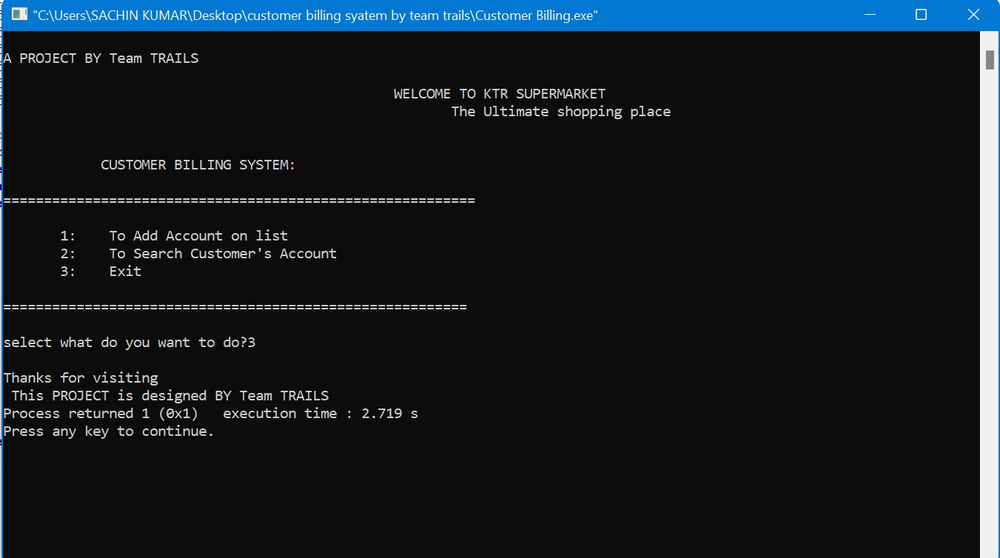 "C:\Users\SACHIN KUMAR\Desktop\customer billing syatem by team trails\Customer Billing.exe"
A PROJECT BY Team TRAILS
WELCOME TO KTR SUPERMARKET
The Ultimate shopping place
CUSTOMER BILLING SYSTEM:
==========================================================
1: To Add Account on list
2: To Search Customer's Account
3: Exit
=========================================================
select what do you want to do?3
Thanks for visiting
This PROJECT is designed BY Team TRAILS
Process returned 1 (0x1) execution time : 2.719 s
Press any key to continue.